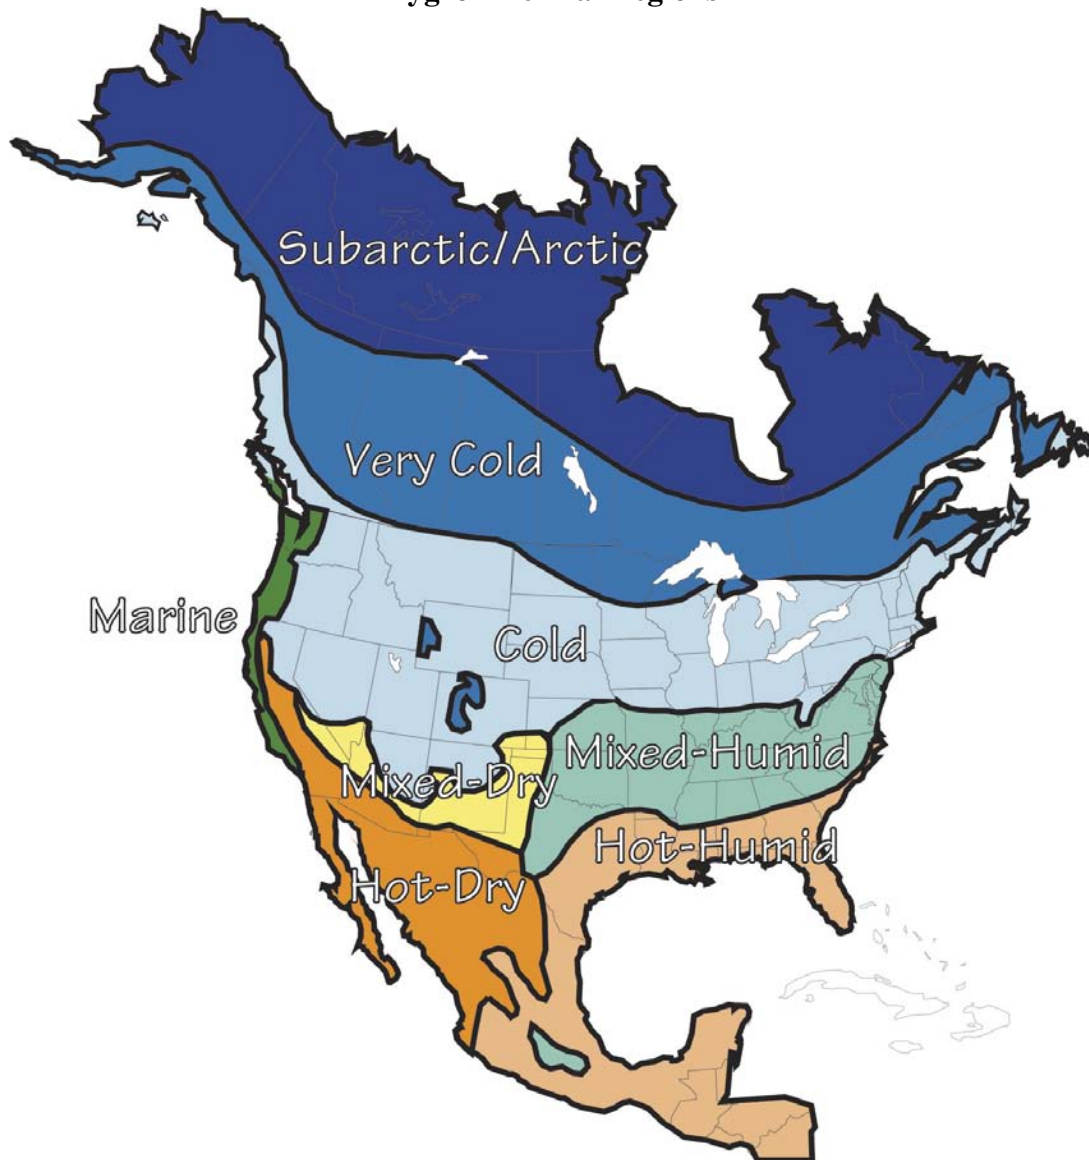 Subarctic/Arctic
Very Cold
Marine
Cold
Mixed-Humid
Mixed-Dry
Hot-Humid
Hot-Dry